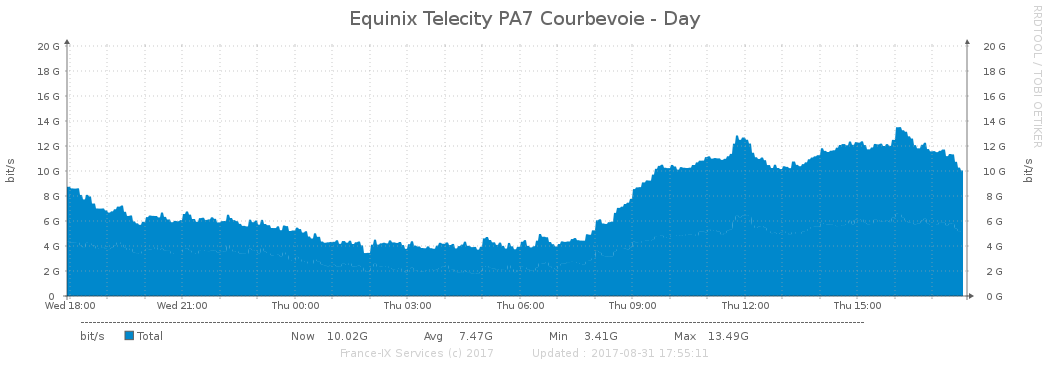 Equinix Telecity PA7 Courbevoie - Day
RRDTOOL / TOBI OETIKER
bit/s
20 G
18 G
16 G
14 G
12 G
10 G
8 G
6 G
4 G
2 G
0
20 G
18 G
16 G
14 G
12 G
10 G
8 G
6 G
4 G
2 G
0 G
bit/s
Wed 18:00 Wed 21:00 Thu 00:00 Thu 03:00 Thu 06:00 Thu 09:00 Thu 12:00 Thu 15:00
bit/s Total Now 10.02G Avg 7.47G Min 3.41G Max 13.49G
France-IX Services (c) 2017 Updated : 2017-08-31 17:55:11